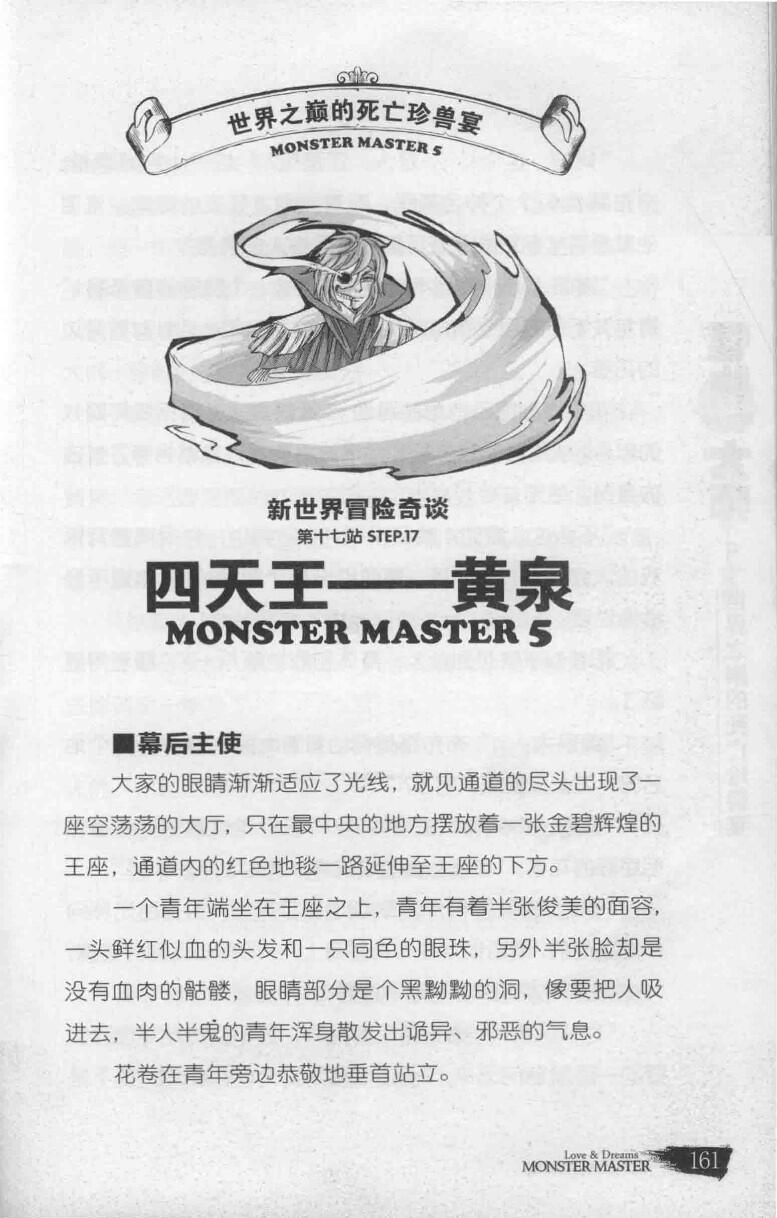 世界之巅的死亡珍兽宴
MONSTER MASTER 5
新世界冒险奇谈
第十七站 STEP.17
四天王——黄泉
MONSTER MASTER 5
■幕后主使
大家的眼睛渐渐适应了光线，就见通道的尽头出现了一
座空荡荡的大厅，只在最中央的地方摆放着一张金碧辉煌的
王座，通道内的红色地毯一路延伸至王座的下方。
一个青年端坐在王座之上，青年有着半张俊美的面容，
一头鲜红似血的头发和一只同色的眼珠，另外半张脸却是
没有血肉的骷髅，眼睛部分是个黑黝黝的洞，像要把人吸
进去，半人半鬼的青年浑身散发出诡异、邪恶的气息。
花卷在青年旁边恭敬地垂首站立。
Love & Dreams
MONSTER MASTER
161